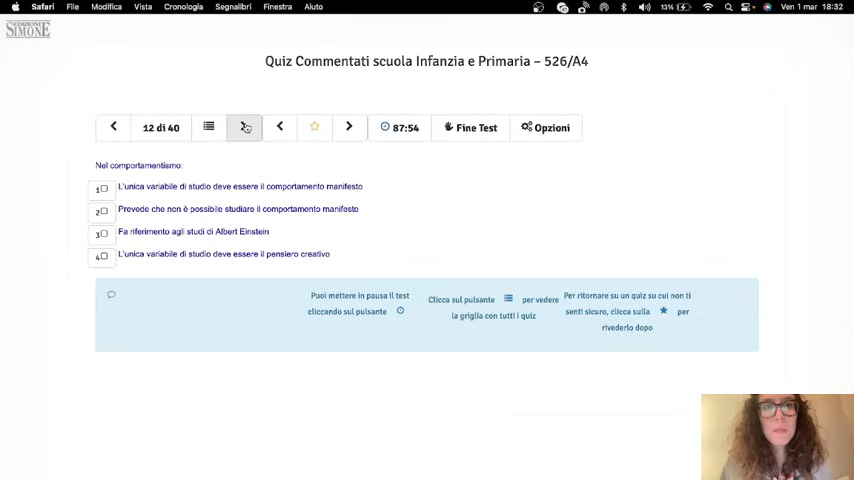 Safari File Modifica Vista Cronologia Segnalibri Finestra Aiuto 13% Ven 1 mar 18:32
EDIZIONI
SIMONE
Quiz Commentati scuola Infanzia e Primaria – 526/A4
12 di 40 87:54 Fine Test Opzioni
Nel comportamentismo:
1 L'unica variabile di studio deve essere il comportamento manifesto
2 Prevede che non è possibile studiare il comportamento manifesto
3 Fa riferimento agli studi di Albert Einstein
4 L'unica variabile di studio deve essere il pensiero creativo
Puoi mettere in pausa il test
cliccando sul pulsante
Clicca sul pulsante per vedere
la griglia con tutti i quiz
Per ritornare su un quiz su cui non ti
senti sicuro, clicca sulla per
rivederlo dopo